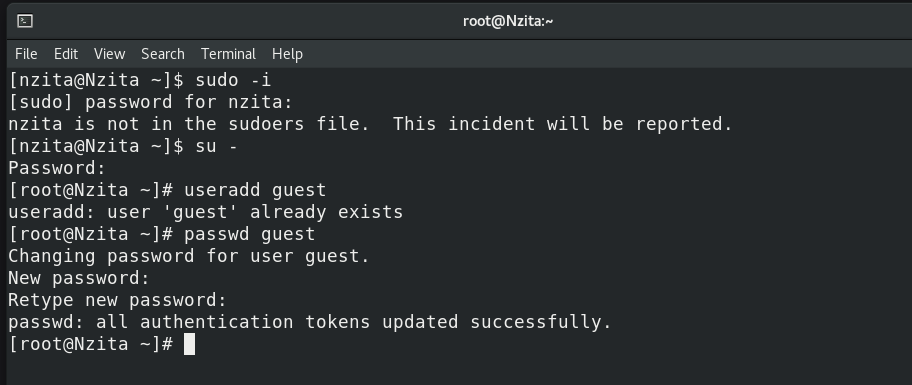 root@Nzita:~
File Edit View Search Terminal Help
[nzita@Nzita ~]$ sudo -i
[sudo] password for nzita:
nzita is not in the sudoers file.  This incident will be reported.
[nzita@Nzita ~]$ su -
Password:
[root@Nzita ~]# useradd guest
useradd: user 'guest' already exists
[root@Nzita ~]# passwd guest
Changing password for user guest.
New password:
Retype new password:
passwd: all authentication tokens updated successfully.
[root@Nzita ~]#